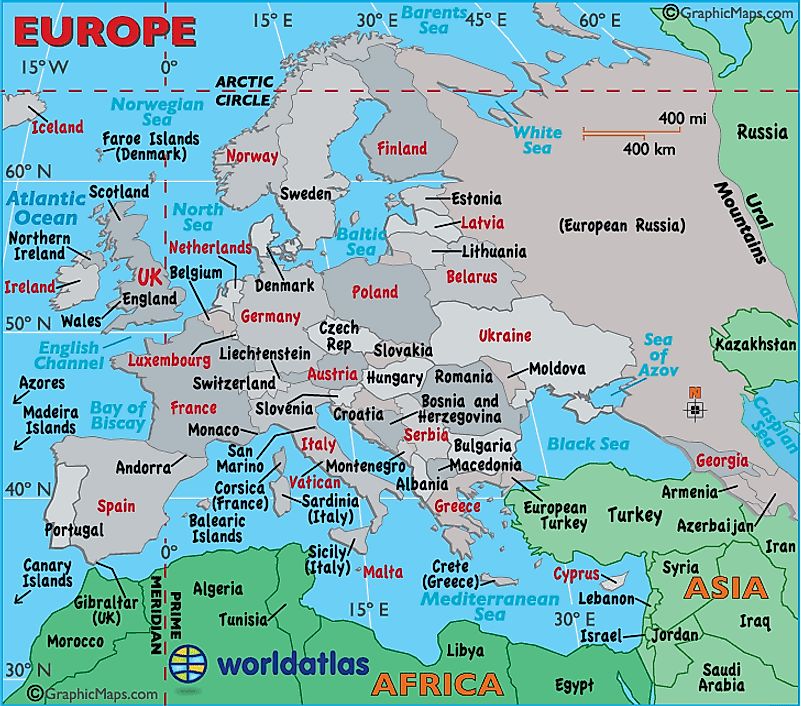 ©GraphicMaps.com
EUROPE
15° E
30° E
Barents
Sea
45° E
60° E
15° W
0°
ARCTIC
CIRCLE
Norwegian
Sea
Iceland
Faroe Islands
(Denmark)
White
Sea
400 mi
400 km
Russia
Norway
Finland
60° N
Scotland
Sweden
Estonia
Ural
Mountains
Atlantic
Ocean
North
Sea
Latvia
(European Russia)
Northern
Ireland
Netherlands
Baltic
Sea
Lithuania
Belgium
UK
Denmark
Belarus
Ireland
England
Poland
Wales
Germany
50° N
Czech
Rep
Ukraine
English
Channel
Luxembourg
Liechtenstein
Slovakia
Sea
of
Azov
Kazakhstan
Azores
Switzerland
Austria
Hungary
Romania
Moldova
Madeira
Islands
Bay of
Biscay
France
Slovenia
Croatia
Bosnia and
Herzegovina
N
Caspian
Sea
Monaco
San
Marino
Italy
Serbia
Bulgaria
Black Sea
Andorra
Montenegro
Macedonia
Georgia
Corsica
(France)
Vatican
Albania
40° N
Spain
Sardinia
(Italy)
Greece
European
Turkey
Turkey
Armenia
Portugal
Balearic
Islands
Azerbaijan
Sicily
(Italy)
Iran
0°
Canary
Islands
Malta
Crete
(Greece)
Cyprus
Syria
ASIA
Gibraltar
(UK)
PRIME
MERIDIAN
Algeria
Mediterranean
Sea
Lebanon
Tunisia
15° E
30° E
Iraq
Morocco
Israel
Jordan
Libya
30° N
worldatlas
AFRICA
Egypt
Saudi
Arabia
©GraphicMaps.com